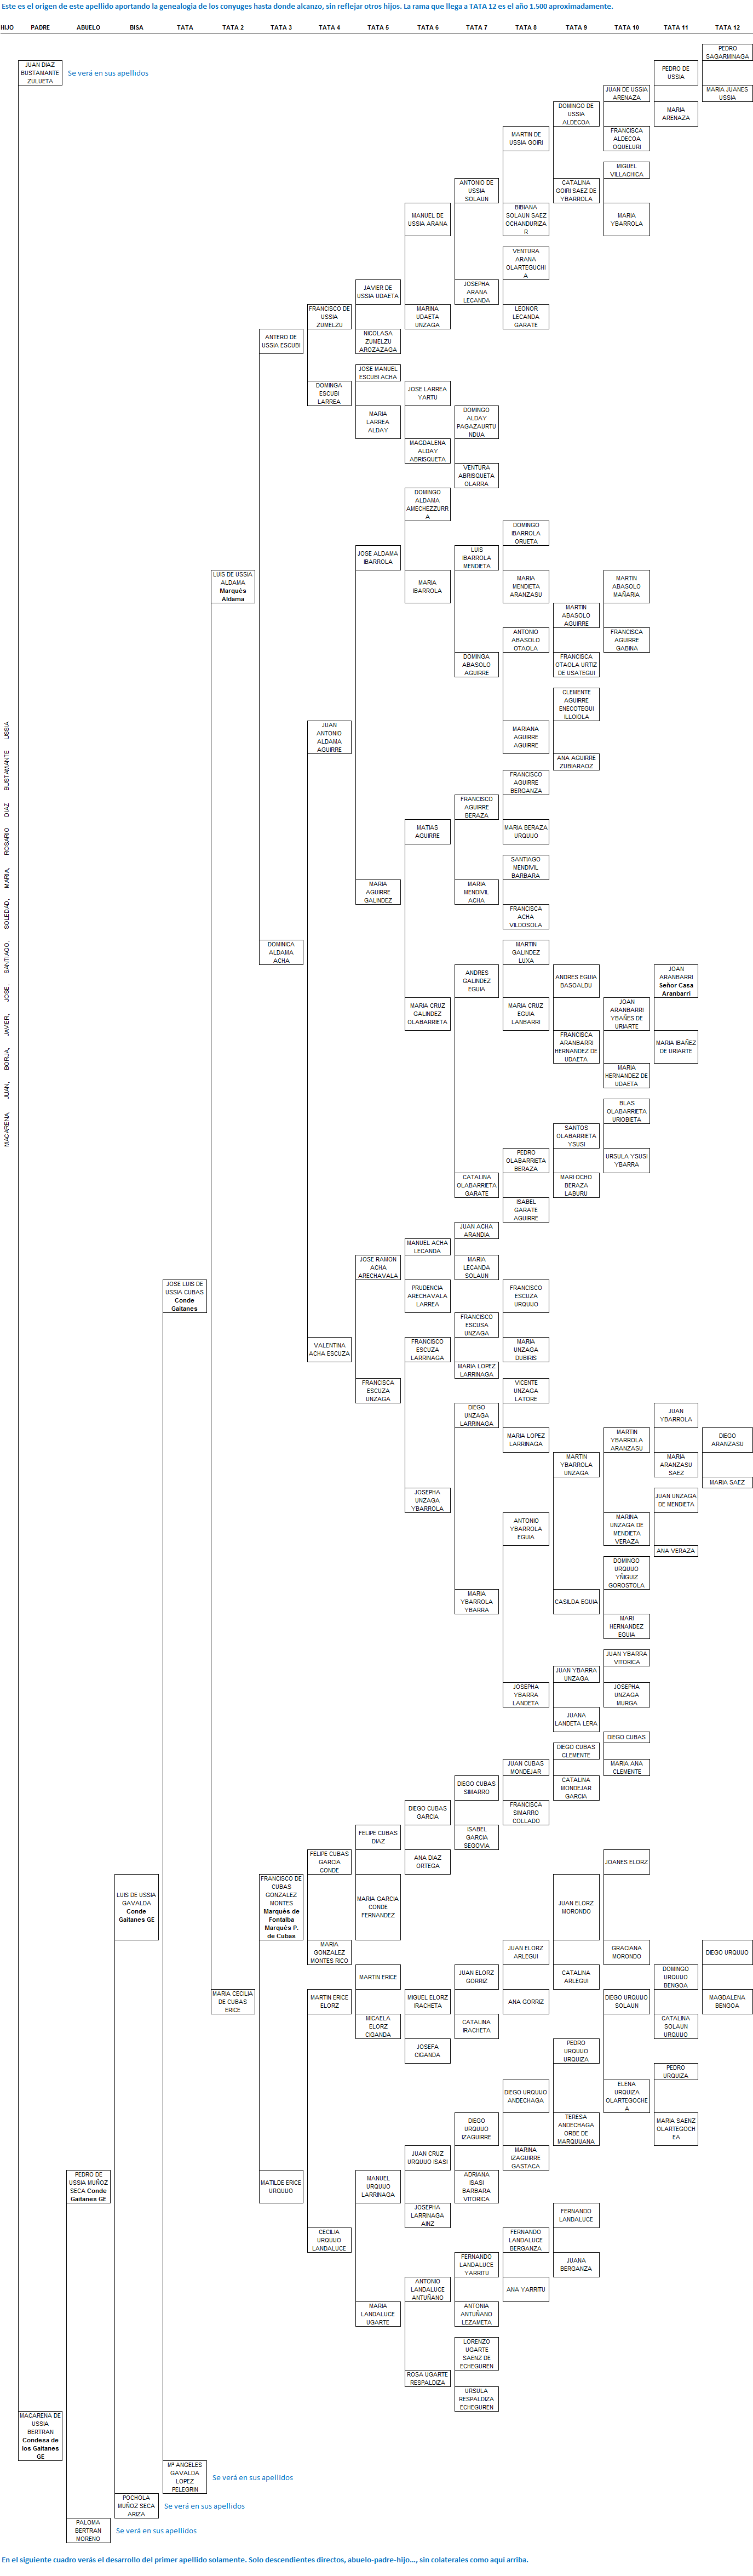 Este es el origen de este apellido aportando la genealogia de los conyuges hasta donde alcanzo, sin reflejar otros hijos. La rama que llega a TATA 12 es el año 1.500 aproximadamente.
HIJO PADRE ABUELO BISA TATA TATA 2 TATA 3 TATA 4 TATA 5 TATA 6 TATA 7 TATA 8 TATA 9 TATA 10 TATA 11 TATA 12
PEDRO
SAGARMINAGA
JUAN DIAZ
BUSTAMANTE
ZULUETA
Se verá en sus apellidos
PEDRO DE
USSIA
JUAN DE USSIA
ARENAZA
MARIA JUANES
USSIA
DOMINGO DE
USSIA
ALDECOA
MARIA
ARENAZA
MARTIN DE
USSIA GOIRI
FRANCISCA
ALDECOA
OQUELURI
MIGUEL
VILLACHICA
ANTONIO DE
USSIA
SOLAUN
CATALINA
GOIRI SAEZ DE
YBARROLA
MANUEL DE
USSIA ARANA
BIBIANA
SOLAUN SAEZ
OCHANDURIZA
R
MARIA
YBARROLA
VENTURA
ARANA
OLARTEGUCHI
A
JAVIER DE
USSIA UDAETA
JOSEPHA
ARANA
LECANDA
FRANCISCO DE
USSIA
ZUMELZU
MARINA
UDAETA
UNZAGA
LEONOR
LECANDA
GARATE
ANTERO DE
USSIA ESCUBI
NICOLASA
ZUMELZU
AROZAZAGA
JOSE MANUEL
ESCUBI ACHA
DOMINGA
ESCUBI
LARREA
JOSE LARREA
YARTU
MARIA
LARREA
ALDAY
DOMINGO
ALDAY
PAGAZAURTU
NDUA
MAGDALENA
ALDAY
ABRISQUETA
VENTURA
ABRISQUETA
OLARRA
DOMINGO
ALDAMA
AMECHEZZURR
A
DOMINGO
IBARROLA
ORUETA
JOSE ALDAMA
IBARROLA
LUIS
IBARROLA
MENDIETA
LUIS DE USSIA
ALDAMA
Marqués
Aldama
MARIA
IBARROLA
MARIA
MENDIETA
ARANZASU
MARTIN
ABASOLO
MAÑARIA
MARTIN
ABASOLO
AGUIRRE
ANTONIO
ABASOLO
OTAOLA
FRANCISCA
AGUIRRE
GABINA
DOMINGA
ABASOLO
AGUIRRE
FRANCISCA
OTAOLA URTIZ
DE USATEGUI
CLEMENTE
AGUIRRE
ENECOTEGUI
ILLOIOLA
JUAN
ANTONIO
ALDAMA
AGUIRRE
MARIANA
AGUIRRE
AGUIRRE
ANA AGUIRRE
ZUBIARAOZ
FRANCISCO
AGUIRRE
BERGANZA
FRANCISCO
AGUIRRE
BERAZA
MATIAS
AGUIRRE
MARIA BERAZA
URQUIJO
SANTIAGO
MENDIVIL
BARBARA
MARIA
AGUIRRE
GALINDEZ
MARIA
MENDIVIL
ACHA
FRANCISCA
ACHA
VILDOSOLA
DOMINICA
ALDAMA
ACHA
MARTIN
GALINDEZ
LUXA
ANDRES
GALINDEZ
EGUIA
ANDRES EGUIA
BASOALDU
JOAN
ARANBARRI
Señor Casa
Aranbarri
MARIA CRUZ
GALINDEZ
OLABARRIETA
MARIA CRUZ
EGUIA
LANBARRI
JOAN
ARANBARRI
YBAÑES DE
URIARTE
FRANCISCA
ARANBARRI
HERNANDEZ DE
UDAETA
MARIA IBAÑEZ
DE URIARTE
MARIA
HERNANDEZ DE
UDAETA
BLAS
OLABARRIETA
URIOBIETA
SANTOS
OLABARRIETA
YSUSI
PEDRO
OLABARRIETA
BERAZA
URSULA YSUSI
YBARRA
CATALINA
OLABARRIETA
GARATE
MARI OCHO
BERAZA
LABURU
ISABEL
GARATE
AGUIRRE
JUAN ACHA
ARANDIA
MANUEL ACHA
LECANDA
JOSE RAMON
ACHA
ARECHAVALA
MARIA
LECANDA
SOLAUN
JOSE LUIS DE
USSIA CUBAS
Conde
Gaitanes
PRUDENCIA
ARECHAVALA
LARREA
FRANCISCO
ESCUZA
URQUIJO
FRANCISCO
ESCUSA
UNZAGA
VALENTINA
ACHA ESCUZA
FRANCISCO
ESCUZA
LARRINAGA
MARIA
UNZAGA
DUBIRIS
MARIA LOPEZ
LARRINAGA
FRANCISCA
ESCUZA
UNZAGA
VICENTE
UNZAGA
LATORE
DIEGO
UNZAGA
LARRINAGA
JUAN
YBARROLA
MARIA LOPEZ
LARRINAGA
MARTIN
YBARROLA
ARANZASU
DIEGO
ARANZASU
MARTIN
YBARROLA
UNZAGA
MARIA
ARANZASU
SAEZ
MARIA SAEZ
JOSEPHA
UNZAGA
YBARROLA
JUAN UNZAGA
DE MENDIETA
ANTONIO
YBARROLA
EGUIA
MARINA
UNZAGA DE
MENDIETA
VERAZA
ANA VERAZA
DOMINGO
URQUIJO
YÑIGUIZ
GOROSTOLA
MARIA
YBARROLA
YBARRA
CASILDA EGUIA
MARI
HERNANDEZ
EGUIA
JUAN YBARRA
VITORICA
JUAN YBARRA
UNZAGA
JOSEPHA
YBARRA
LANDETA
JOSEPHA
UNZAGA
MURGA
JUANA
LANDETA LERA
DIEGO CUBAS
DIEGO CUBAS
CLEMENTE
JUAN CUBAS
MONDEJAR
MARIA ANA
CLEMENTE
DIEGO CUBAS
SIMARRO
CATALINA
MONDEJAR
GARCIA
DIEGO CUBAS
GARCIA
FRANCISCA
SIMARRO
COLLADO
FELIPE CUBAS
DIAZ
ISABEL
GARCIA
SEGOVIA
FELIPE CUBAS
GARCIA
CONDE
ANA DIAZ
ORTEGA
JOANES ELORZ
LUIS DE USSIA
GAVALDA
Conde
Gaitanes GE
FRANCISCO DE
CUBAS
GONZALEZ
MONTES
Marqués de
Fontalba
Marqués P.
de Cubas
MARIA GARCIA
CONDE
FERNANDEZ
JUAN ELORZ
MORONDO
MARIA
GONZALEZ
MONTES RICO
JUAN ELORZ
ARLEGUI
GRACIANA
MORONDO
DIEGO URQUIJO
MARTIN ERICE
JUAN ELORZ
GORRIZ
CATALINA
ARLEGUI
DOMINGO
URQUIJO
BENGOA
MARIA CECILIA
DE CUBAS
ERICE
MARTIN ERICE
ELORZ
MIGUEL ELORZ
IRACHETA
ANA GORRIZ
DIEGO URQUIJO
SOLAUN
MAGDALENA
BENGOA
MICAELA
ELORZ
CIGANDA
CATALINA
IRACHETA
CATALINA
SOLAUN
URQUIJO
JOSEFA
CIGANDA
PEDRO
URQUIJO
URQUIZA
PEDRO
URQUIZA
DIEGO URQUIJO
ANDECHAGA
ELENA
URQUIZA
OLARTEGOCHE
A
DIEGO
URQUIJO
IZAGUIRRE
TERESA
ANDECHAGA
ORBE DE
MARQUIJANA
MARIA SAENZ
OLARTEGOCH
EA
JUAN CRUZ
URQUIJO ISASI
MARINA
IZAGUIRRE
GASTACA
PEDRO DE
USSIA MUÑOZ
SECA Conde
Gaitanes GE
MATILDE ERICE
URQUIJO
MANUEL
URQUIJO
LARRINAGA
ADRIANA
ISASI
BARBARA
VITORICA
JOSEPHA
LARRINAGA
AINZ
FERNANDO
LANDALUCE
CECILIA
URQUIJO
LANDALUCE
FERNANDO
LANDALUCE
BERGANZA
FERNANDO
LANDALUCE
YARRITU
JUANA
BERGANZA
ANTONIO
LANDALUCE
ANTUÑANO
ANA YARRITU
MARIA
LANDALUCE
UGARTE
ANTONIA
ANTUÑANO
LEZAMETA
LORENZO
UGARTE
SAENZ DE
ECHEGUREN
ROSA UGARTE
RESPALDIZA
URSULA
RESPALDIZA
ECHEGUREN
MACARENA DE
USSIA
BERTRAN
Condesa de
los Gaitanes
GE
Mª ANGELES
GAVALDA
LOPEZ
PELEGRIN
Se verá en sus apellidos
POCHOLA
MUÑOZ SECA
ARIZA
Se verá en sus apellidos
PALOMA
BERTRAN
MORENO
Se verá en sus apellidos
MACARENA, JUAN, BORJA, JAVIER, JOSE, SANTIAGO, SOLEDAD, MARIA, ROSARIO DIAZ BUSTAMANTE USSIA
En el siguiente cuadro verás el desarrollo del primer apellido solamente. Solo descendientes directos, abuelo-padre-hijo..., sin colaterales como aquí arriba.